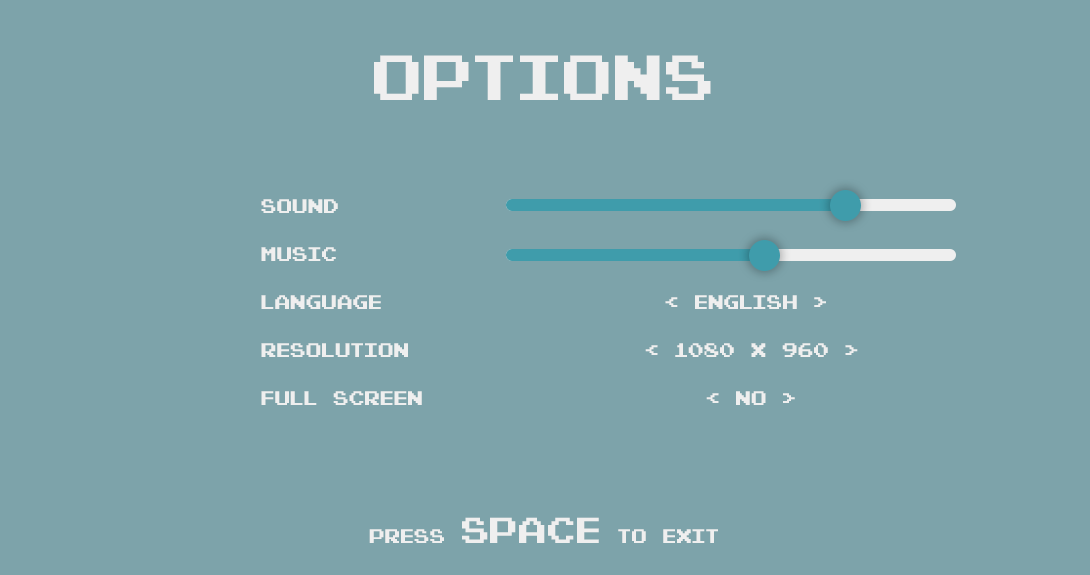 OPTIONS
SOUND
MUSIC
LANGUAGE < ENGLISH >
RESOLUTION < 1080 X 960 >
FULL SCREEN < NO >
PRESS SPACE TO EXIT